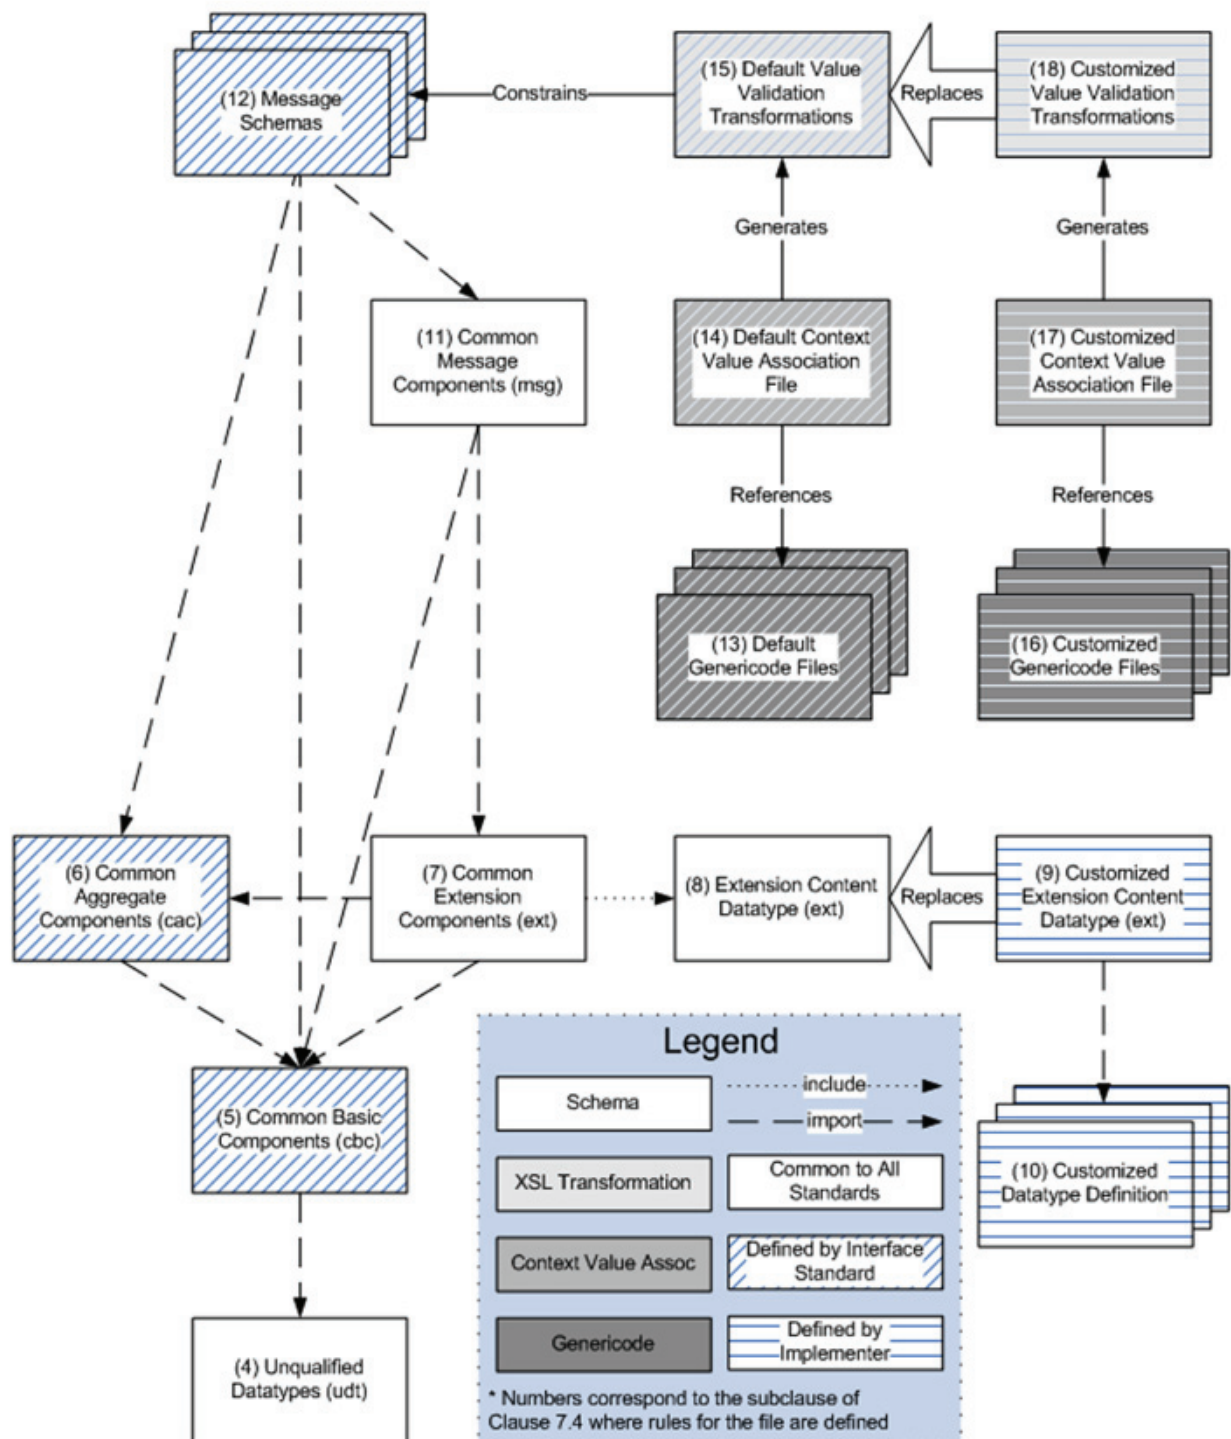 (12) Message
Schemas
Constrains
(15) Default Value
Validation
Transformations
Replaces
(18) Customized
Value Validation
Transformations
Generates
Generates
(11) Common
Message
Components (msg)
(14) Default Context
Value Association
File
(17) Customized
Context Value
Association File
References
References
(13) Default
Genericode Files
(16) Customized
Genericode Files
(6) Common
Aggregate
Components (cac)
(7) Common
Extension
Components (ext)
(8) Extension Content
Datatype (ext)
Replaces
(9) Customized
Extension Content
Datatype (ext)
(5) Common Basic
Components (cbc)
(10) Customized
Datatype Definition
(4) Unqualified
Datatypes (udt)
Legend
Schema
include
import
XSL Transformation
Common to All
Standards
Context Value Assoc
Defined by Interface
Standard
Genericode
Defined by
Implementer
* Numbers correspond to the subclause of
Clause 7.4 where rules for the file are defined